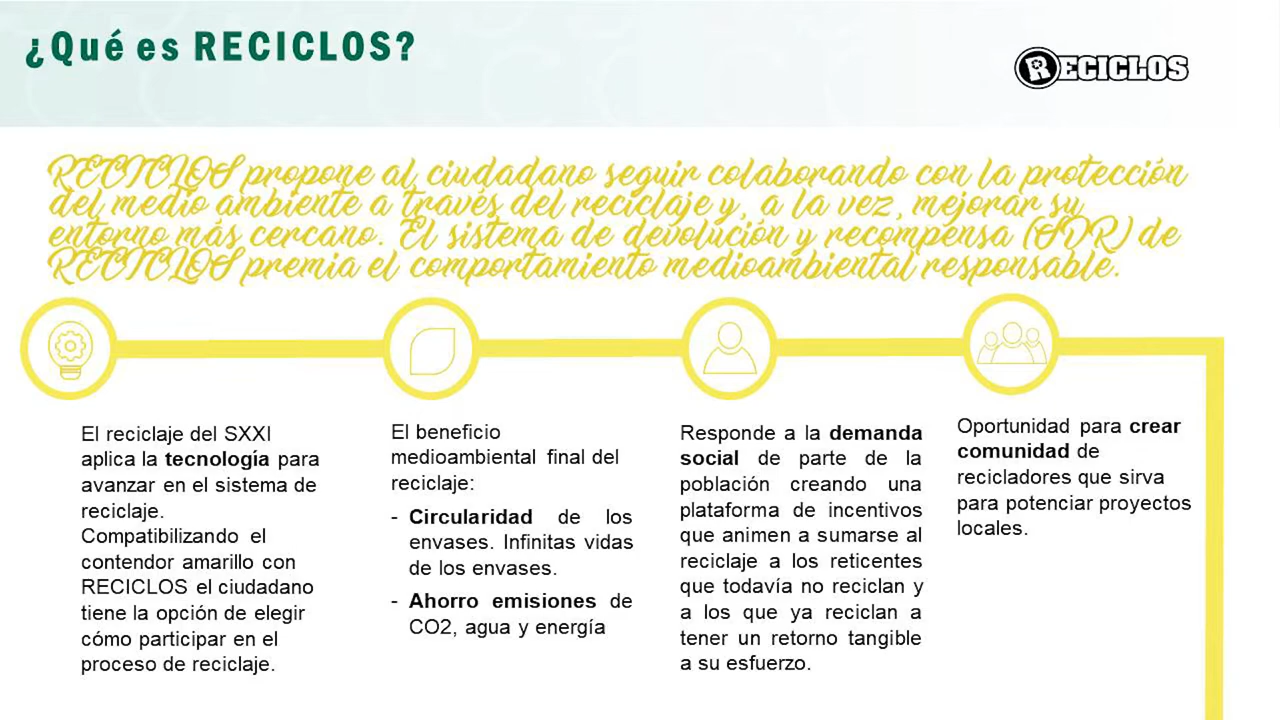 ¿Qué es RECICLOS?
RECICLOS
RECICLOS propone al ciudadano seguir colaborando con la protección
del medio ambiente a través del reciclaje y, a la vez, mejorar su
entorno más cercano. El sistema de devolución y recompensa (SDR) de
RECICLOS premia el comportamiento medioambiental responsable.
El reciclaje del SXXI
aplica la tecnología para
avanzar en el sistema de
reciclaje.
Compatibilizando el
contendor amarillo con
RECICLOS el ciudadano
tiene la opción de elegir
cómo participar en el
proceso de reciclaje.
El beneficio
medioambiental final del
reciclaje:
- Circularidad de los
envases. Infinitas vidas
de los envases.
- Ahorro emisiones de
CO2, agua y energía
Responde a la demanda
social de parte de la
población creando una
plataforma de incentivos
que animen a sumarse al
reciclaje a los reticentes
que todavía no reciclan y
a los que ya reciclan a
tener un retorno tangible
a su esfuerzo.
Oportunidad para crear
comunidad de
recicladores que sirva
para potenciar proyectos
locales.